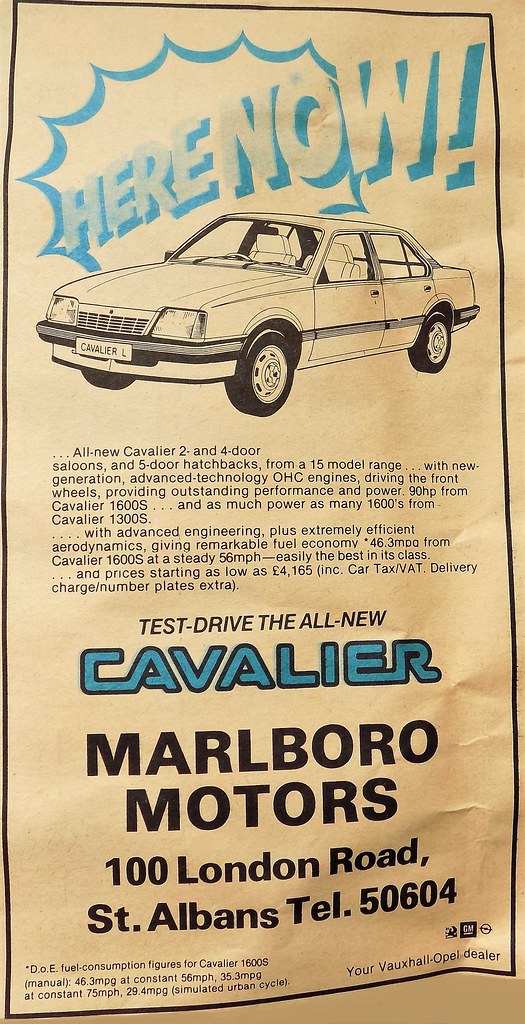 HERE NOW!
CAVALIER L
... All-new Cavalier 2- and 4-door
saloons, and 5-door hatchbacks, from a 15 model range ... with new-
generation, advanced-technology OHC engines, driving the front
wheels, providing outstanding performance and power. 90hp from
Cavalier 1600S ... and as much power as many 1600's from
Cavalier 1300S.
.... with advanced engineering, plus extremely efficient
aerodynamics, giving remarkable fuel economy *46.3mpg from
Cavalier 1600S at a steady 56mph—easily the best in its class.
... and prices starting as low as £4,165 (inc. Car Tax/VAT. Delivery
charge/number plates extra).
TEST-DRIVE THE ALL-NEW
CAVALIER
MARLBORO
MOTORS
100 London Road,
St. Albans Tel. 50604
GM
*D.o.E. fuel-consumption figures for Cavalier 1600S
(manual): 46.3mpg at constant 56mph, 35.3mpg
at constant 75mph, 29.4mpg (simulated urban cycle).
Your Vauxhall-Opel dealer